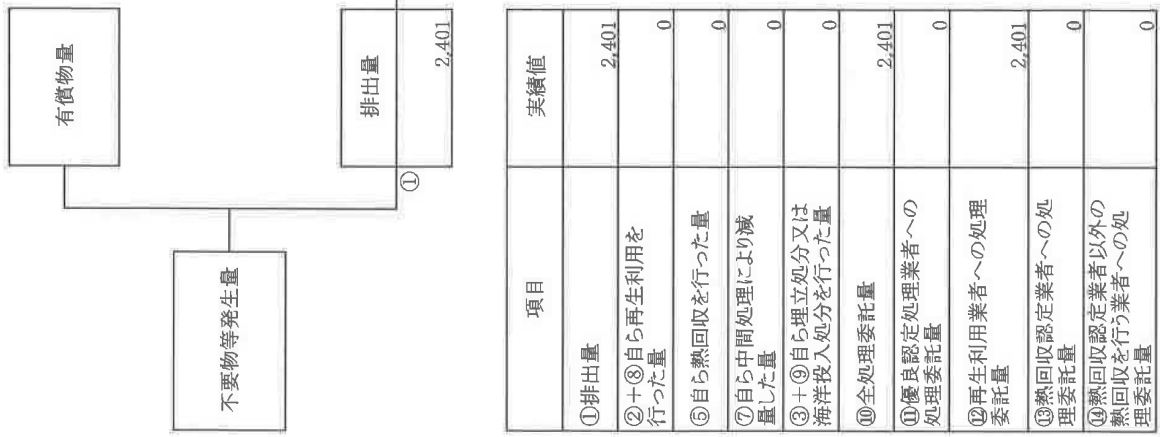 有償物量
不要物等発生量
排出量
①
2,401
項目
実績値
①排出量
2,401
②+⑧自ら再生利用を
行った量
0
⑤自ら熱回収を行った量
0
⑦自ら中間処理により減
量した量
0
③+⑨自ら埋立処分又は
海洋投入処分を行った量
0
⑩全処理委託量
2,401
⑪優良認定処理業者への
処理委託量
0
⑫再生利用業者への処理
委託量
2,401
⑬熱回収認定業者への処
理委託量
0
⑭熱回収認定業者以外の
熱回収を行う業者への処
理委託量
0